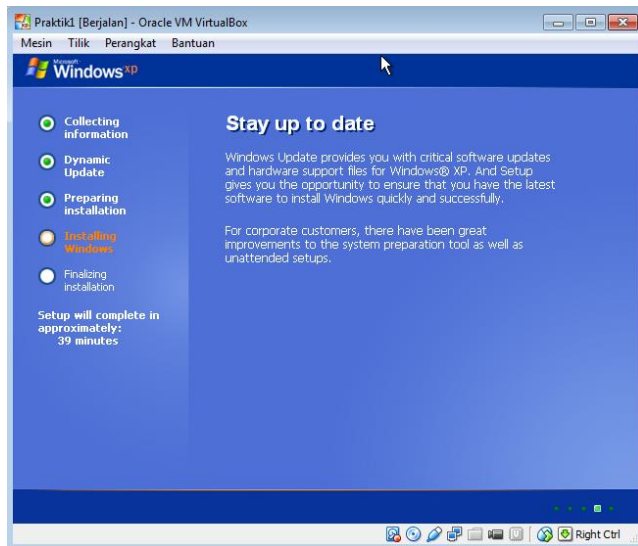 Praktik1 [Berjalan] - Oracle VM VirtualBox
Mesin Tilik Perangkat Bantuan
Microsoft
Windows xp
Collecting
information
Dynamic
Update
Preparing
installation
Installing
Windows
Finalizing
installation
Setup will complete in
approximately:
39 minutes
Stay up to date
Windows Update provides you with critical software updates
and hardware support files for Windows® XP. And Setup
gives you the opportunity to ensure that you have the latest
software to install Windows quickly and successfully.
For corporate customers, there have been great
improvements to the system preparation tool as well as
unattended setups.
Right Ctrl